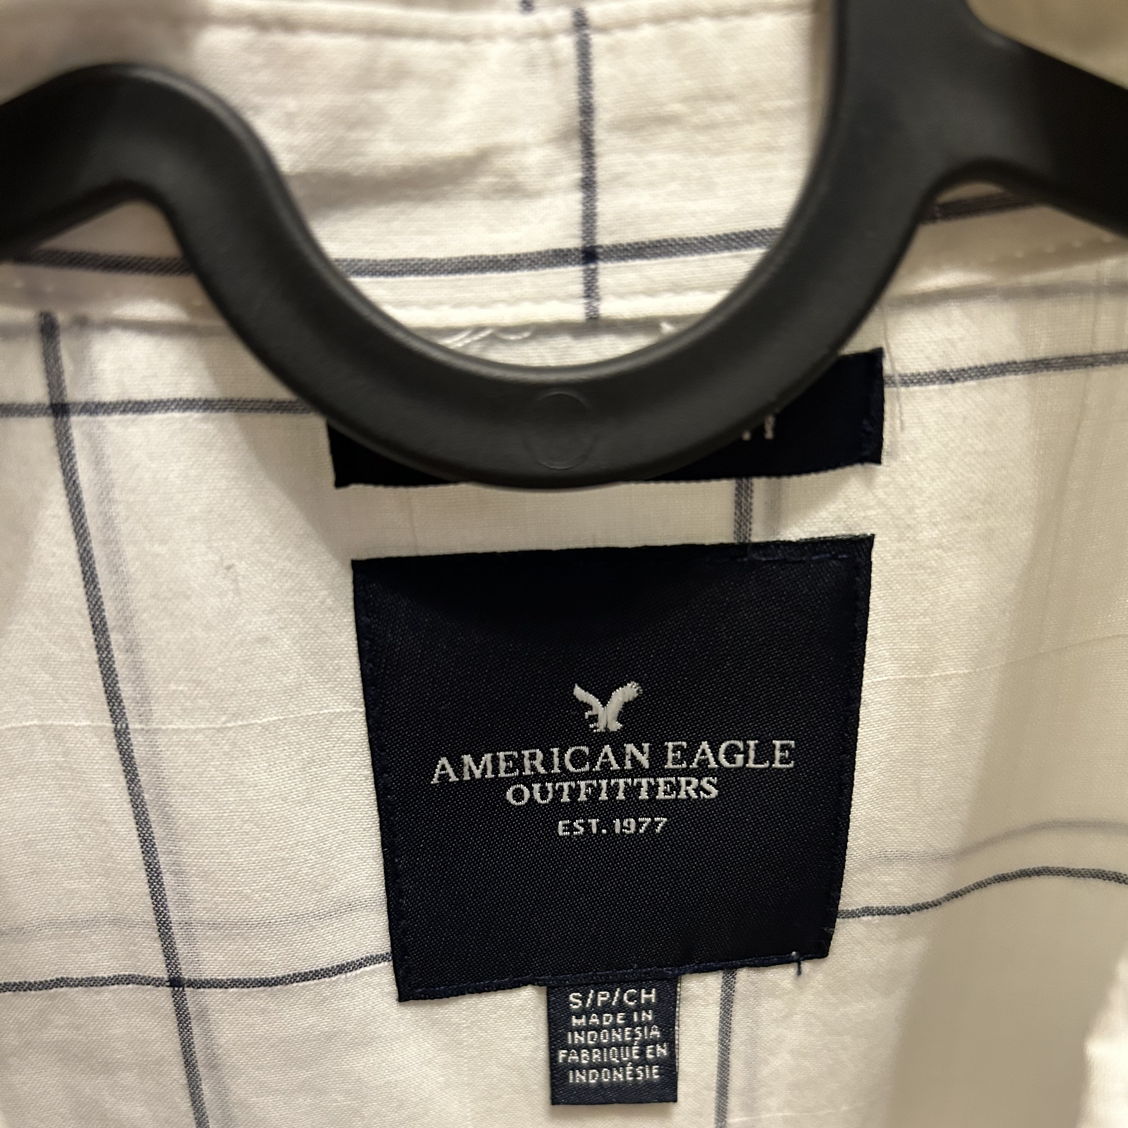 AMERICAN EAGLE
OUTFITTERS
EST. 1977
S/P/CH
MADE IN
INDONESIA
FABRIQUÉ EN
INDONÉSIE